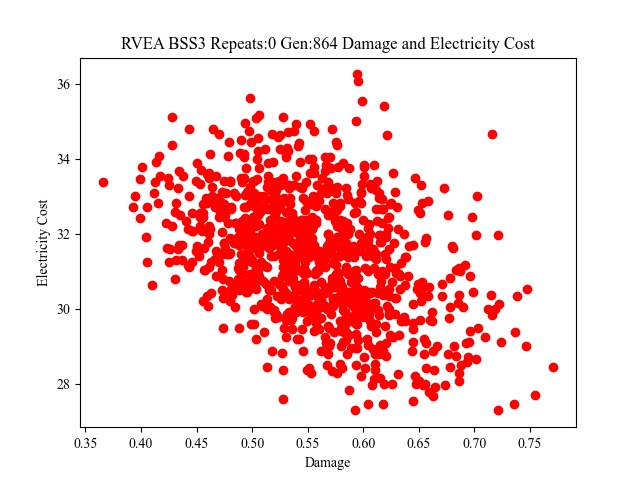 RVEA BSS3 Repeats:0 Gen:864 Damage and Electricity Cost
36
34
32
30
28
Electricity Cost
0.35 0.40 0.45 0.50 0.55 0.60 0.65 0.70 0.75
Damage